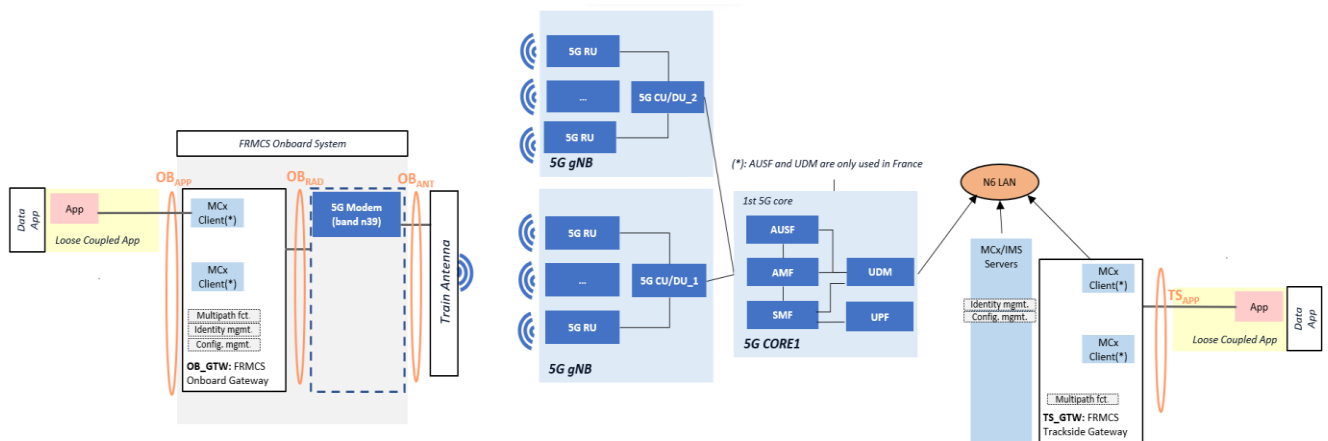 FRMCS Onboard System
OB_APP
OB_RAD
OB_ANT
Data
App
App
Loose Coupled App
MCx
Client(*)
MCx
Client(*)
Multipath fct.
Identity mgmt.
Config. mgmt.
OB_GTW: FRMCS
Onboard Gateway
5G Modem
(band n39)
Train Antenna
5G RU
...
5G RU
5G CU/DU_2
5G gNB
5G RU
...
5G RU
5G CU/DU_1
5G gNB
(*): AUSF and UDM are only used in France
1st 5G core
AUSF
AMF
UDM
SMF
UPF
5G CORE1
N6 LAN
MCx/IMS
Servers
Identity mgmt.
Config. mgmt.
MCx
Client(*)
MCx
Client(*)
Multipath fct.
TS_GTW: FRMCS
Trackside Gateway
TS_APP
App
Loose Coupled App
Data
App